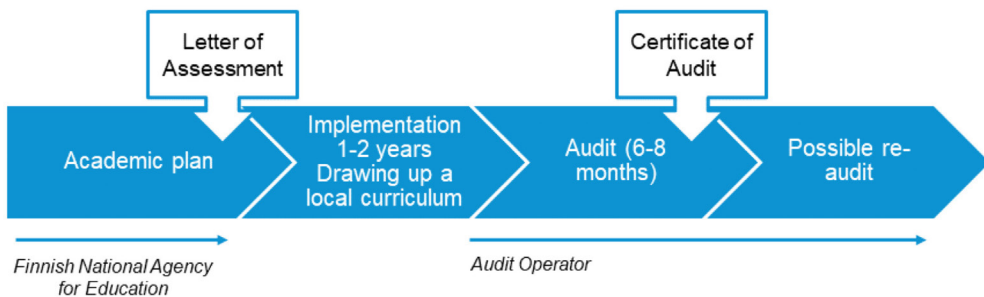 Letter of
Assessment
Certificate of
Audit
Academic plan
Implementation
1-2 years
Drawing up a
local curriculum
Audit (6-8
months)
Possible re-
audit
Finnish National Agency
for Education
Audit Operator